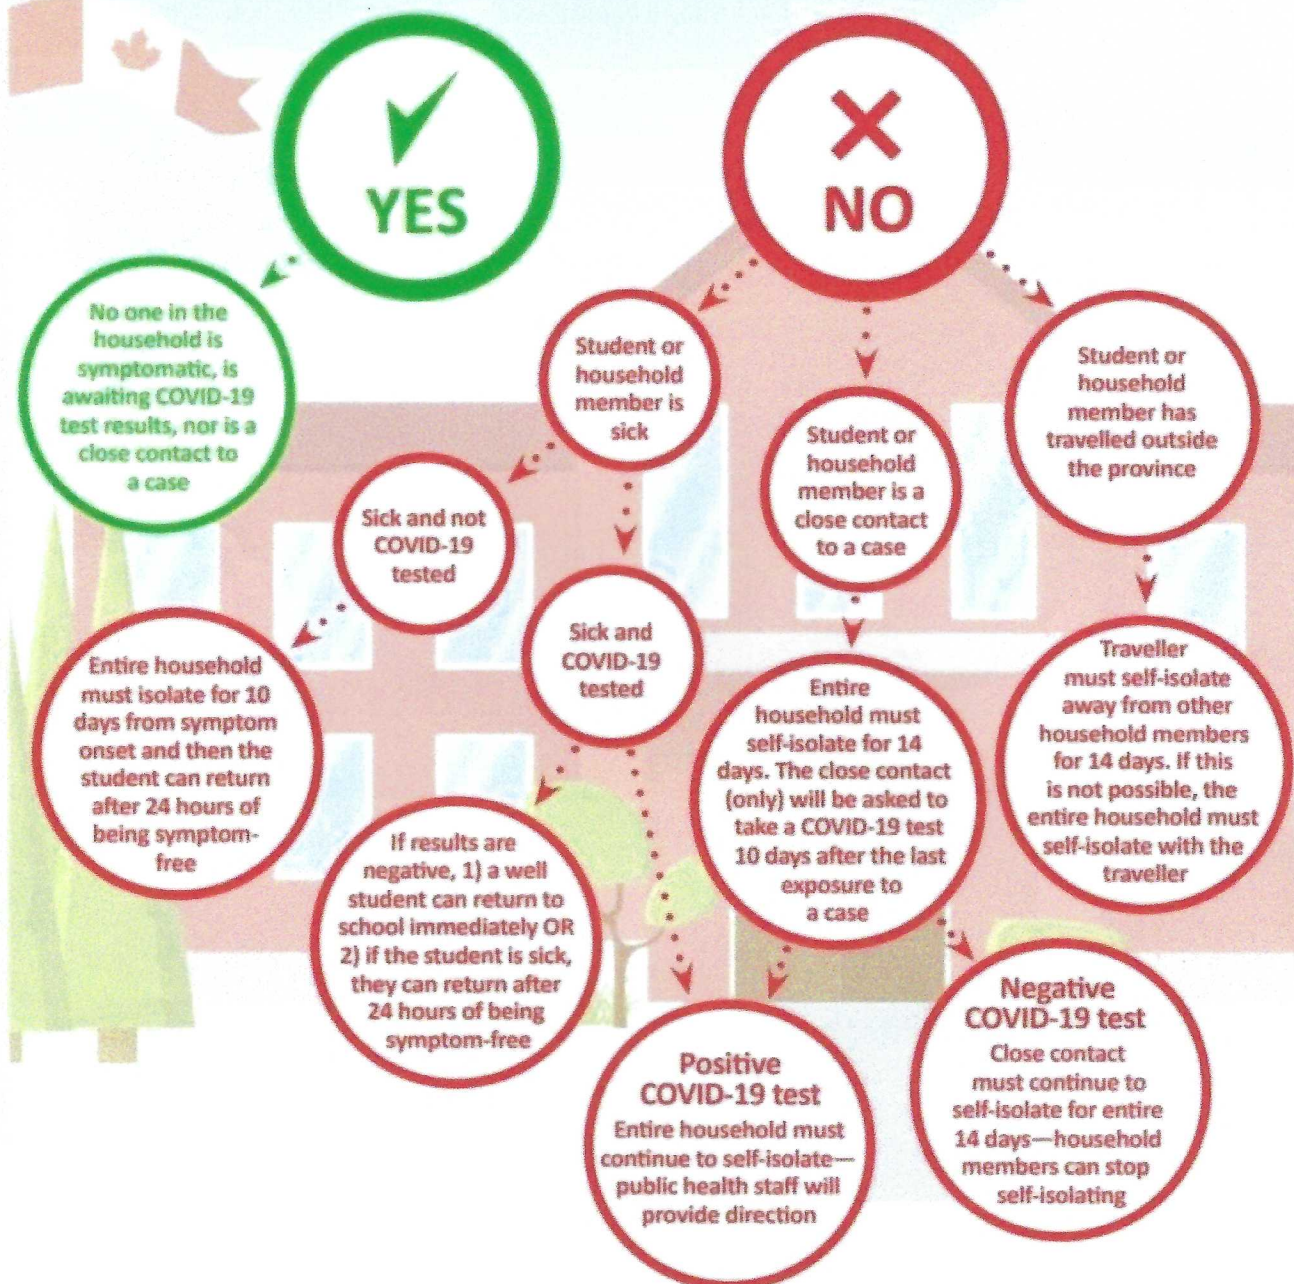 YES
NO
No one in the
household is
symptomatic, is
awaiting COVID-19
test results, nor is a
close contact to
a case
Student or
household
member is
sick
Student or
household
member is a
close contact
to a case
Student or
household
member has
travelled outside
the province
Sick and not
COVID-19
tested
Sick and
COVID-19
tested
Entire household
must isolate for 10
days from symptom
onset and then the
student can return
after 24 hours of
being symptom-
free
If results are
negative, 1) a well
student can return to
school immediately OR
2) if the student is sick,
they can return after
24 hours of being
symptom-free
Entire
household must
self-isolate for 14
days. The close contact
(only) will be asked to
take a COVID-19 test
10 days after the last
exposure to
a case
Traveller
must self-isolate
away from other
household members
for 14 days. If this
is not possible, the
entire household must
self-isolate with the
traveller
Positive
COVID-19 test
Entire household must
continue to self-isolate—
public health staff will
provide direction
Negative
COVID-19 test
Close contact
must continue to
self-isolate for entire
14 days—household
members can stop
self-isolating